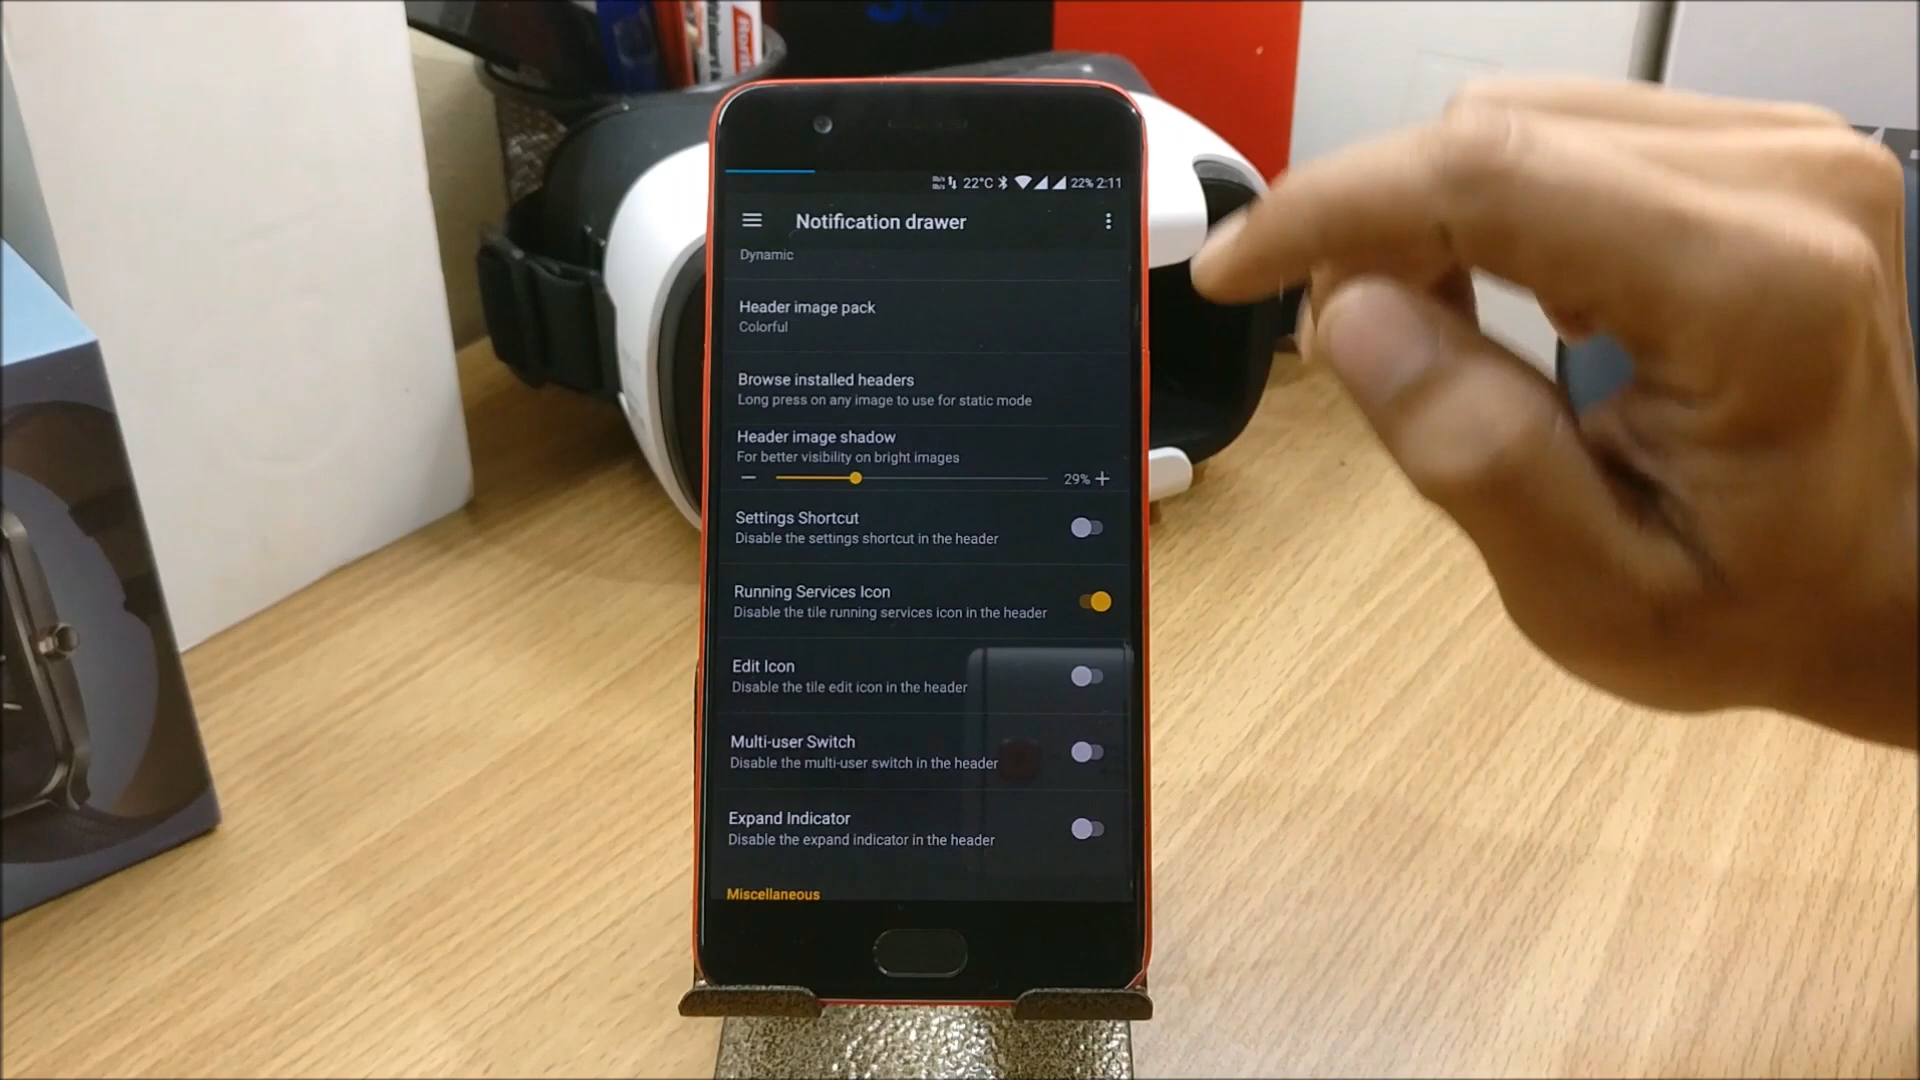 22°C 22% 2:11
Notification drawer
Dynamic
Header image pack
Colorful
Browse installed headers
Long press on any image to use for static mode
Header image shadow
For better visibility on bright images
29%
Settings Shortcut
Disable the settings shortcut in the header
Running Services Icon
Disable the tile running services icon in the header
Edit Icon
Disable the tile edit icon in the header
Multi-user Switch
Disable the multi-user switch in the header
Expand Indicator
Disable the expand indicator in the header
Miscellaneous